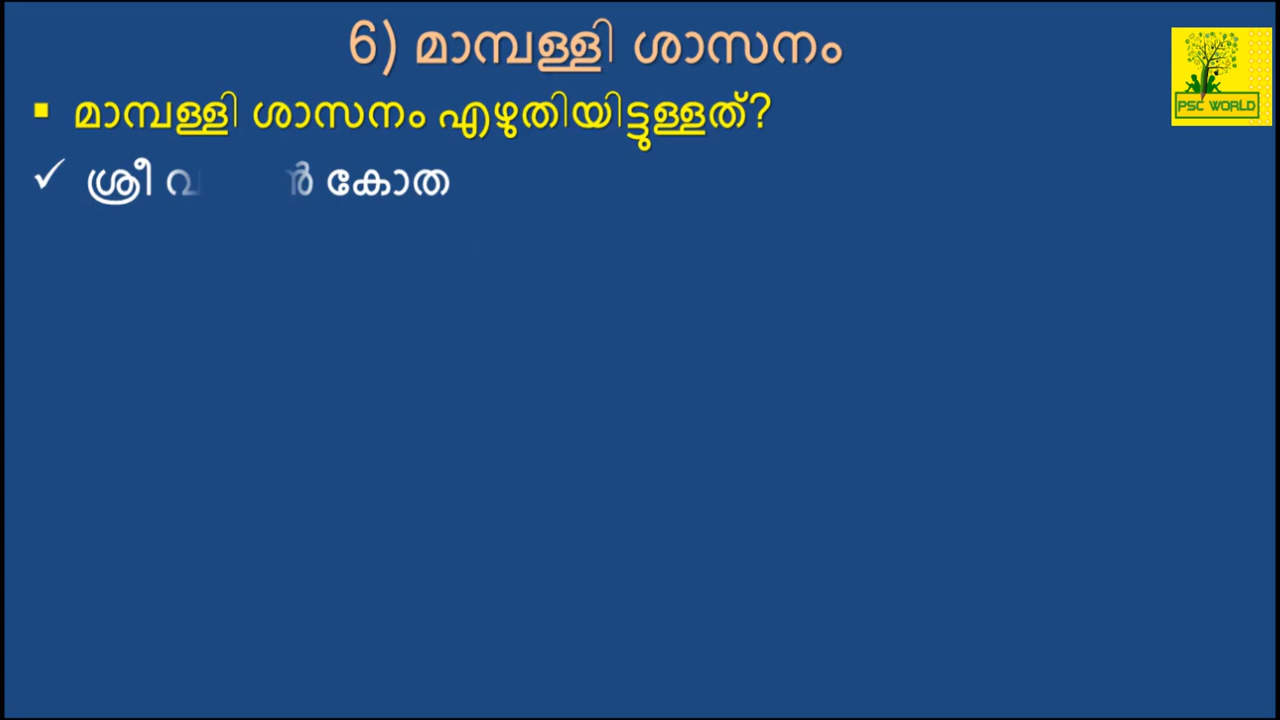 6) മാമ്പള്ളി ശാസനം
PSC WORLD
▪ മാമ്പള്ളി ശാസനം എഴുതിയിട്ടുള്ളത്?
✓ ശ്രീ കോത